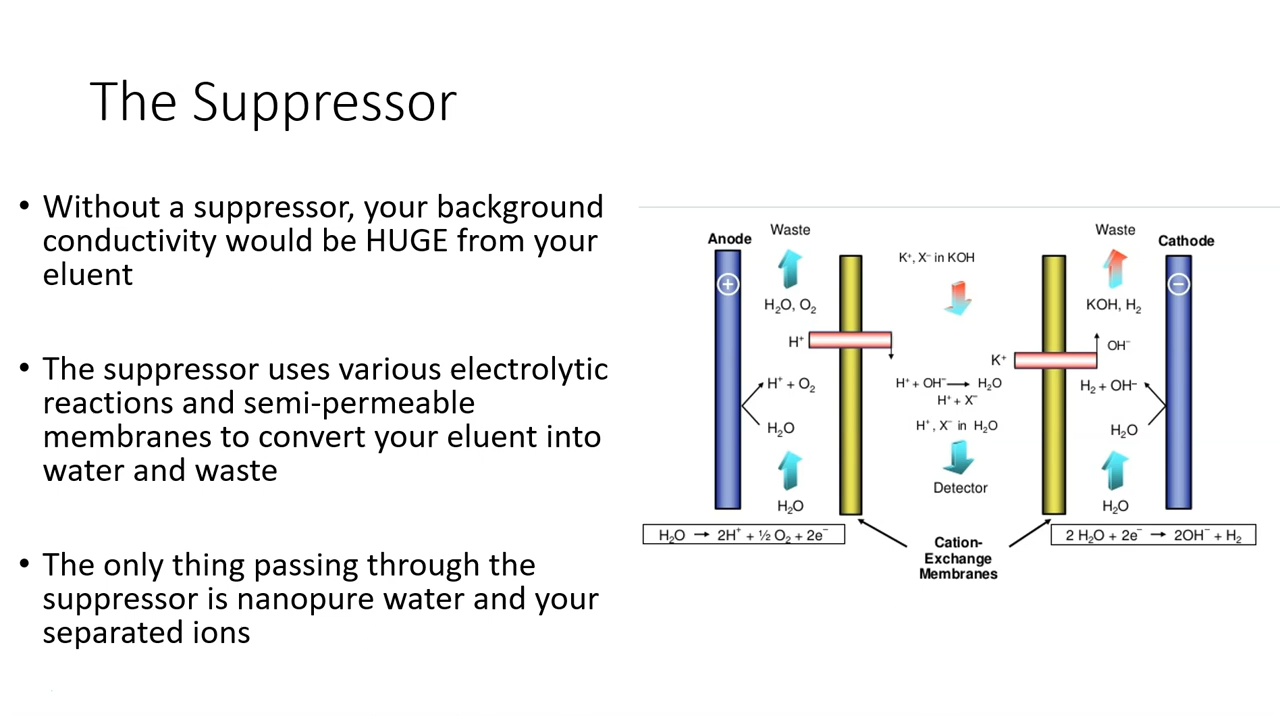 The Suppressor
• Without a suppressor, your background
conductivity would be HUGE from your
eluent
• The suppressor uses various electrolytic
reactions and semi-permeable
membranes to convert your eluent into
water and waste
• The only thing passing through the
suppressor is nanopure water and your
separated ions
Anode
Waste
+
H₂O, O₂
H⁺
H⁺ + O₂
H₂O
H₂O
H₂O → 2H⁺ + ½ O₂ + 2e⁻
K⁺, X⁻ in KOH
H⁺ + OH⁻ → H₂O
H⁺ + X⁻
H⁺, X⁻ in H₂O
Detector
Cation-
Exchange
Membranes
Waste
Cathode
−
KOH, H₂
OH⁻
K⁺
H₂ + OH⁻
H₂O
H₂O
2 H₂O + 2e⁻ → 2OH⁻ + H₂